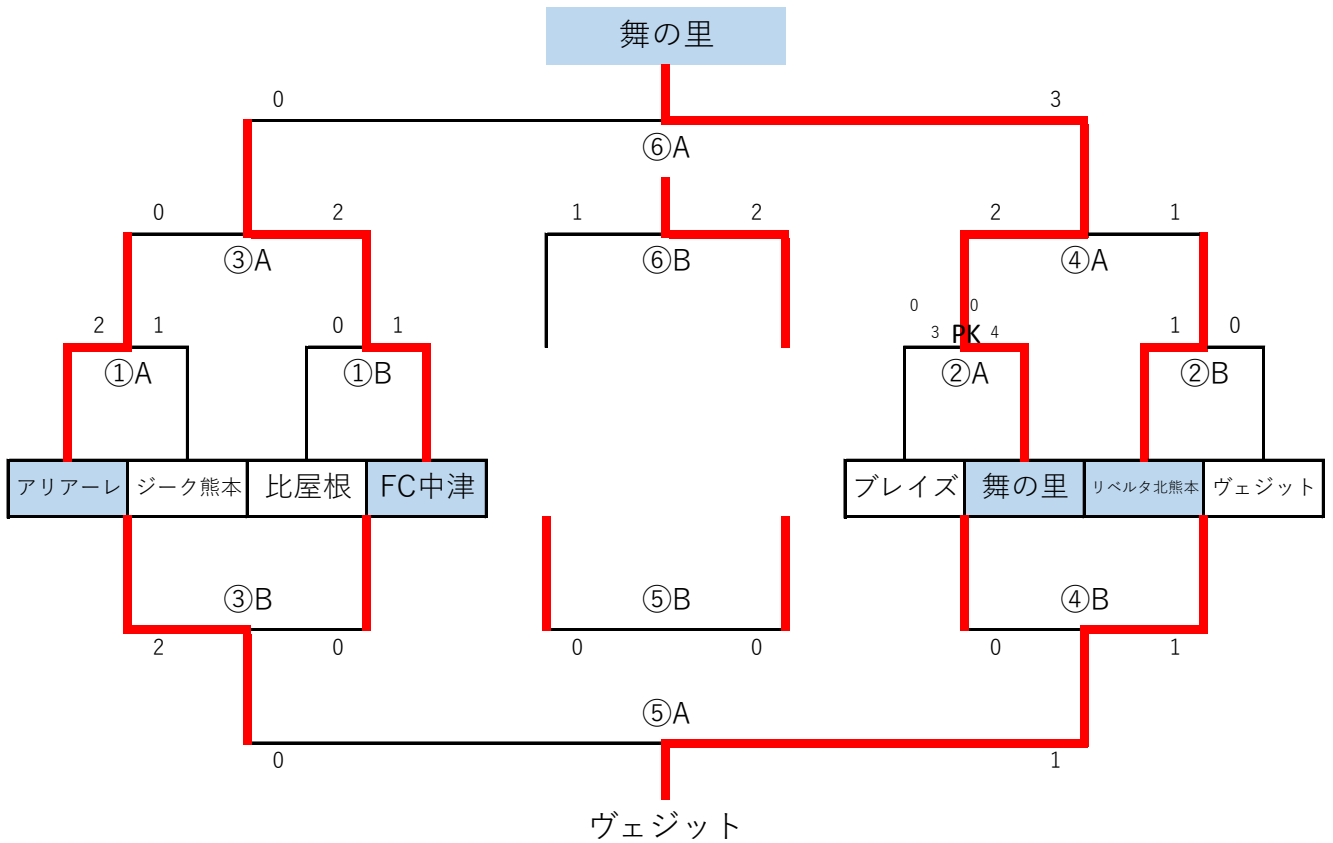 舞の里
0 3
⑥A
0 2 1 2 2 1
③A ⑥B ④A
0 0
2 1 0 1 3 PK 4 1 0
①A ①B ②A ②B
アリアーレ ジーク熊本 比屋根 FC中津 ブレイズ 舞の里 リベルタ北熊本 ヴェジット
③B ⑤B ④B
2 0 0 0 0 1
⑤A
0 1
ヴェジット